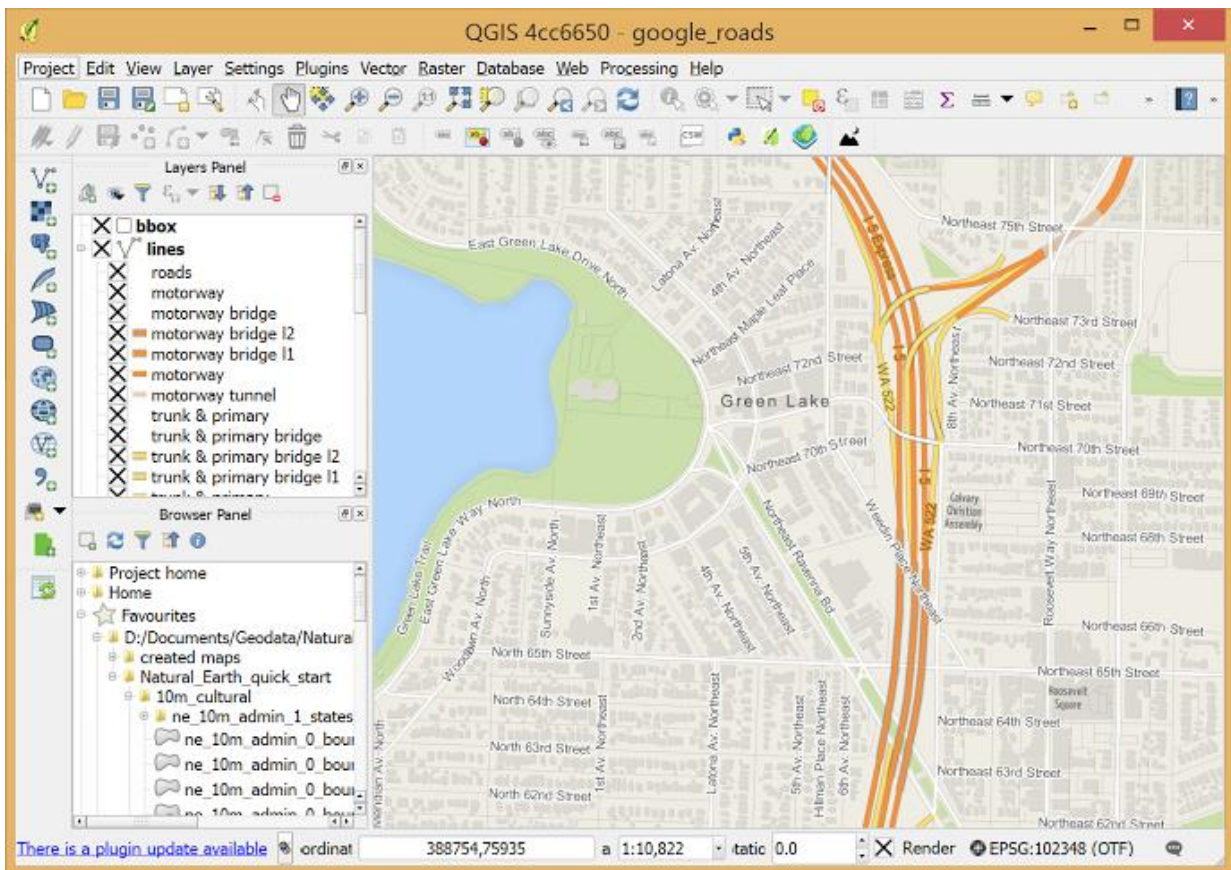 QGIS 4cc6650 - google_roads
Project Edit View Layer Settings Plugins Vector Raster Database Web Processing Help
CSW
Layers Panel
bbox
lines
roads
motorway
motorway bridge
motorway bridge l2
motorway bridge l1
motorway
motorway tunnel
trunk & primary
trunk & primary bridge
trunk & primary bridge l2
trunk & primary bridge l1
Browser Panel
Project home
Home
Favourites
D:/Documents/Geodata/Natural
created maps
Natural_Earth_quick_start
10m_cultural
ne_10m_admin_1_states
ne_10m_admin_0_bour
ne_10m_admin_0_bour
ne_10m_admin_0_bour
ne_10m_admin_0_bour
East Green Lake Drive North
Latona Av. Northeast
4th Av. Northeast
Northeast Maple Leaf Place
I-5 Express
Northeast 75th Street
Northeast 73rd Street
Northeast 72nd Street
Northeast 72nd Street
Green Lake
WA 522
I-5
8th Av. Northeast
Northeast 71st Street
Northeast 70th Street
Northeast 70th Street
East Green Lake Way North
Green Lake Trail
Woodlawn Av. North
Sunnyside Av. North
1st Av. Northeast
2nd Av. Northeast
4th Av. Northeast
5th Av. Northeast
Northeast Ravenna Bd.
Weedin Place Northeast
WA 522
I-5
Calvary Christian Assembly
Roosevelt Way Northeast
Northeast 69th Street
Northeast 68th Street
Northeast 66th Street
North 65th Street
Northeast 65th Street
Roosevelt Square
North 64th Street
Northeast 64th Street
North 63rd Street
Northeast 63rd Street
North 62nd Street
Northeast 62nd Street
Meridian Av. North
1st Av. Northeast
Latona Av. Northeast
5th Av. Northeast
Hillman Place Northeast
6th Av. Northeast
There is a plugin update available
ordinat
388754,75935
a 1:10,822
tatic 0.0
Render
EPSG:102348 (OTF)